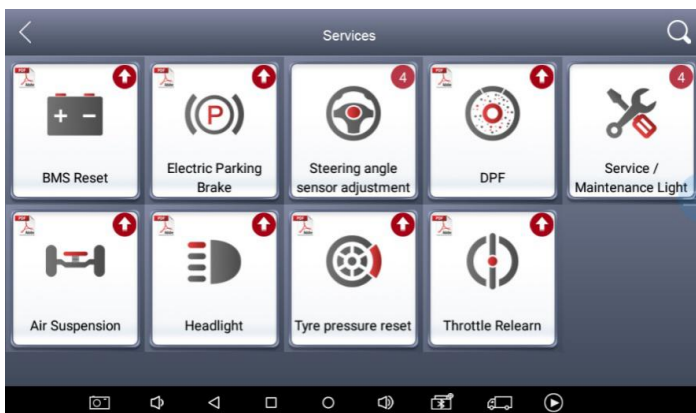 Services
4
4
BMS Reset
Electric Parking
Brake
Steering angle
sensor adjustment
DPF
Service /
Maintenance Light
Air Suspension
Headlight
Tyre pressure reset
Throttle Relearn